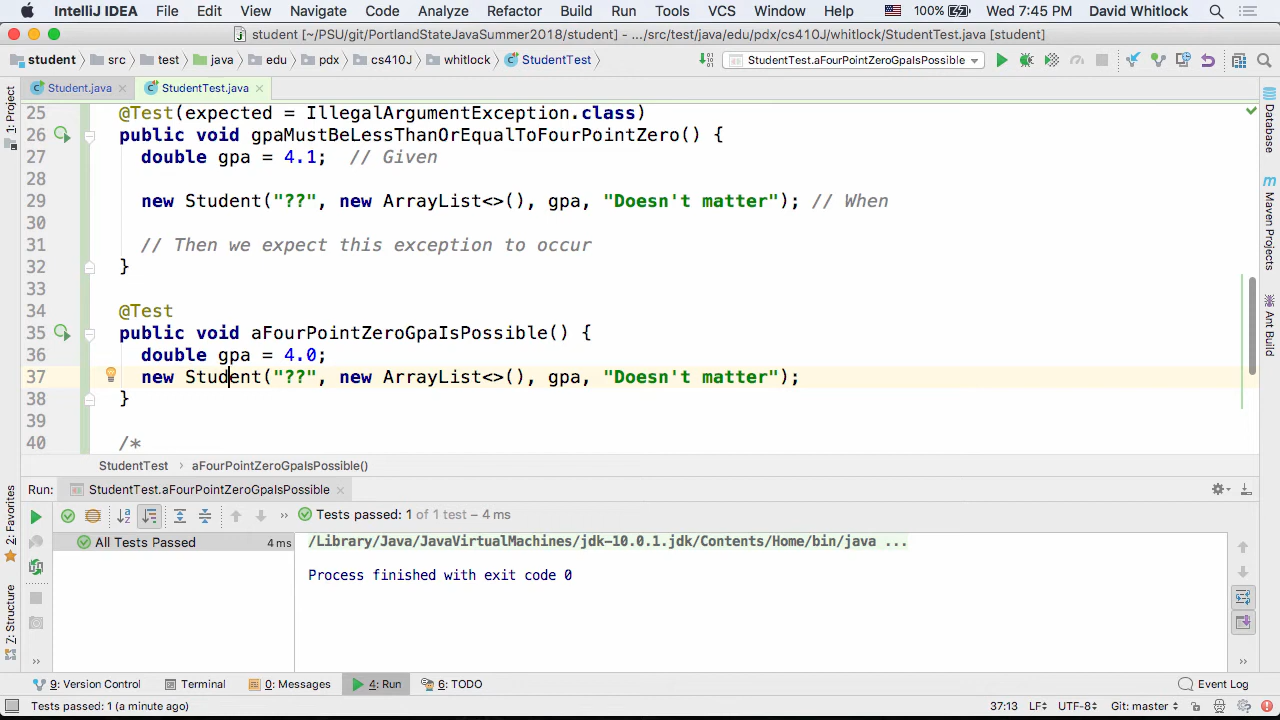 IntelliJ IDEA File Edit View Navigate Code Analyze Refactor Build Run Tools VCS Window Help 100% Wed 7:45 PM David Whitlock
student [~/PSU/git/PortlandStateJavaSummer2018/student] - .../src/test/java/edu/pdx/cs410J/whitlock/StudentTest.java [student]
student src test java edu pdx cs410J whitlock StudentTest StudentTest.aFourPointZeroGpaIsPossible
Student.java StudentTest.java
1: Project
Database
Maven Projects
Ant Build
25 @Test(expected = IllegalArgumentException.class)
26 public void gpaMustBeLessThanOrEqualToFourPointZero() {
27 double gpa = 4.1; // Given
28
29 new Student("??", new ArrayList<>(), gpa, "Doesn't matter"); // When
30
31 // Then we expect this exception to occur
32 }
33
34 @Test
35 public void aFourPointZeroGpaIsPossible() {
36 double gpa = 4.0;
37 new Student("??", new ArrayList<>(), gpa, "Doesn't matter");
38 }
39
40 /*
StudentTest › aFourPointZeroGpaIsPossible()
Run: StudentTest.aFourPointZeroGpaIsPossible
2: Favorites
Z: Structure
» Tests passed: 1 of 1 test – 4 ms
All Tests Passed 4 ms
/Library/Java/JavaVirtualMachines/jdk-10.0.1.jdk/Contents/Home/bin/java ...
Process finished with exit code 0
9: Version Control Terminal 0: Messages 4: Run 6: TODO Event Log
Tests passed: 1 (a minute ago) 37:13 LF÷ UTF-8÷ Git: master÷